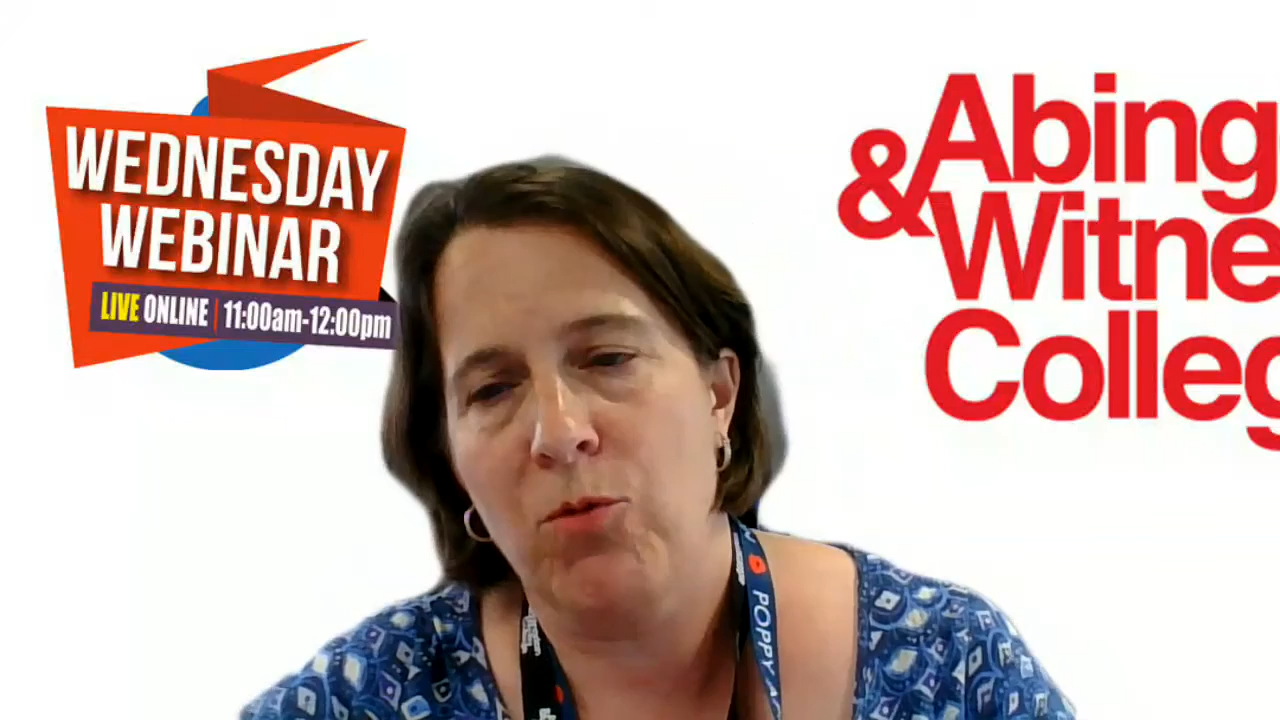 WEDNESDAY
WEBINAR
LIVE ONLINE | 11:00am-12:00pm
Abing
& Witne
Colleg
POPPY